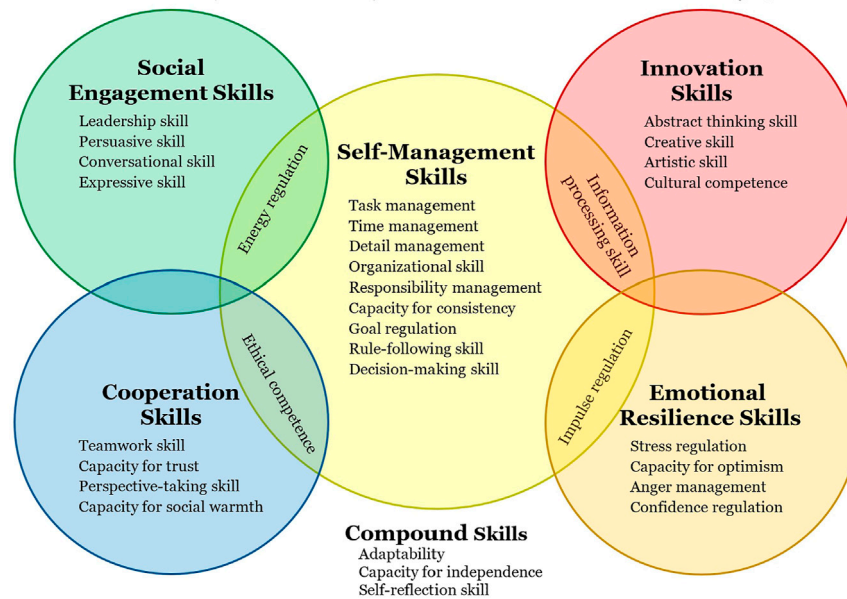 Social
Engagement Skills
Leadership skill
Persuasive skill
Conversational skill
Expressive skill
Energy regulation
Self-Management
Skills
Task management
Time management
Detail management
Organizational skill
Responsibility management
Capacity for consistency
Goal regulation
Rule-following skill
Decision-making skill
Innovation
Skills
Abstract thinking skill
Creative skill
Artistic skill
Cultural competence
Information
processing skill
Cooperation
Skills
Teamwork skill
Capacity for trust
Perspective-taking skill
Capacity for social warmth
Ethical competence
Impulse regulation
Emotional
Resilience Skills
Stress regulation
Capacity for optimism
Anger management
Confidence regulation
Compound Skills
Adaptability
Capacity for independence
Self-reflection skill